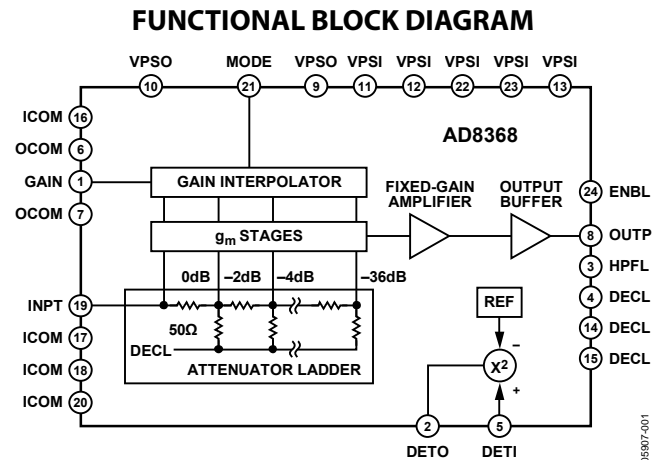 FUNCTIONAL BLOCK DIAGRAM
VPSO MODE VPSO VPSI VPSI VPSI VPSI VPSI
10 21 9 11 12 22 23 13
ICOM 16
AD8368
OCOM 6
GAIN 1
GAIN INTERPOLATOR
FIXED-GAIN
AMPLIFIER
OUTPUT
BUFFER
24 ENBL
OCOM 7
gm STAGES
8 OUTP
0dB –2dB –4dB –36dB
3 HPFL
INPT 19
REF
4 DECL
50Ω
ICOM 17
14 DECL
DECL
–
ICOM 18
ATTENUATOR LADDER
X2
15 DECL
+
ICOM 20
2 5
DETO DETI
05907-001